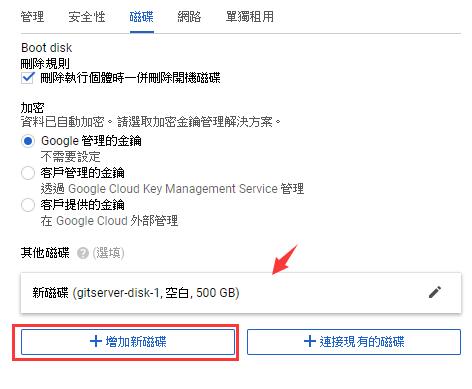 管理 安全性 磁碟 網路 單獨租用
Boot disk
刪除規則
刪除執行個體時一併刪除開機磁碟
加密
資料已自動加密。請選取加密金鑰管理解決方案。
Google 管理的金鑰
不需要設定
客戶管理的金鑰
透過 Google Cloud Key Management Service 管理
客戶提供的金鑰
在 Google Cloud 外部管理
其他磁碟 ? (選填)
新磁碟 (gitserver-disk-1, 空白, 500 GB)
+ 增加新磁碟 + 連接現有的磁碟